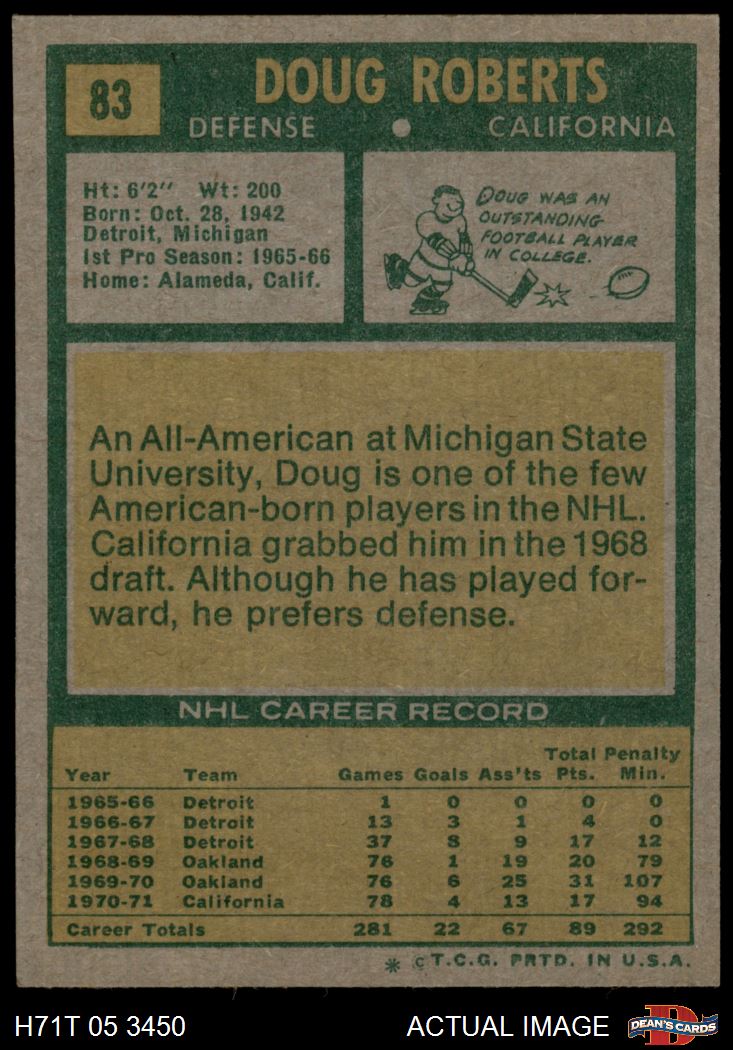 83
DOUG ROBERTS
DEFENSE • CALIFORNIA
Ht: 6'2" Wt: 200
Born: Oct. 28, 1942
Detroit, Michigan
1st Pro Season: 1965-66
Home: Alameda, Calif.
DOUG WAS AN
OUTSTANDING
FOOTBALL PLAYER
IN COLLEGE.
An All-American at Michigan State
University, Doug is one of the few
American-born players in the NHL.
California grabbed him in the 1968
draft. Although he has played for-
ward, he prefers defense.
NHL CAREER RECORD
Total Penalty
Year Team Games Goals Ass'ts Pts. Min.
1965-66 Detroit 1 0 0 0 0
1966-67 Detroit 13 3 1 4 0
1967-68 Detroit 37 8 9 17 12
1968-69 Oakland 76 1 19 20 79
1969-70 Oakland 76 6 25 31 107
1970-71 California 78 4 13 17 94
Career Totals 281 22 67 89 292
* © T.C.G. PRTD. IN U.S.A.
H71T 05 3450 ACTUAL IMAGE D DEAN'S CARDS